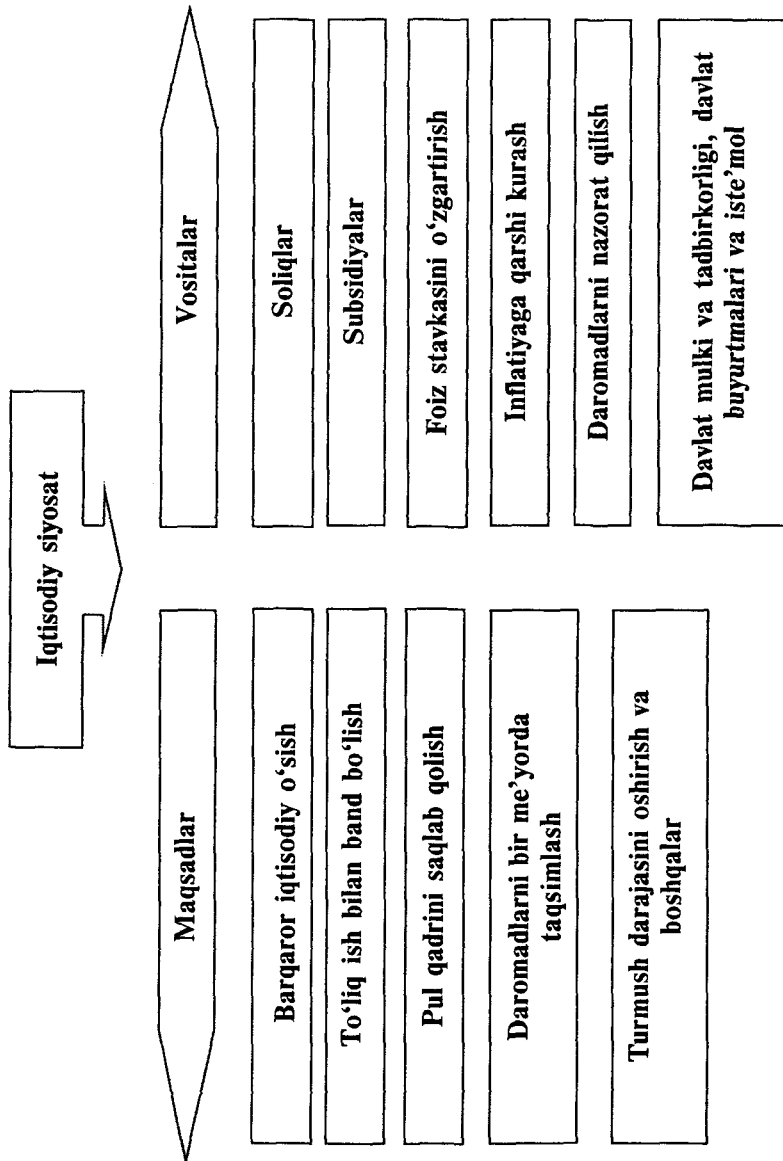 Iqtisodiy siyosat
Maqsadlar
Barqaror iqtisodiy o‘sish
To‘liq ish bilan band bo‘lish
Pul qadrini saqlab qolish
Daromadlarni bir me’yorda
taqsimlash
Turmush darajasini oshirish va
boshqalar
Vositalar
Soliqlar
Subsidiyalar
Foiz stavkasini o‘zgartirish
Inflatiyaga qarshi kurash
Daromadlarni nazorat qilish
Davlat mulki va tadbirkorligi, davlat
buyurtmalari va iste’mol